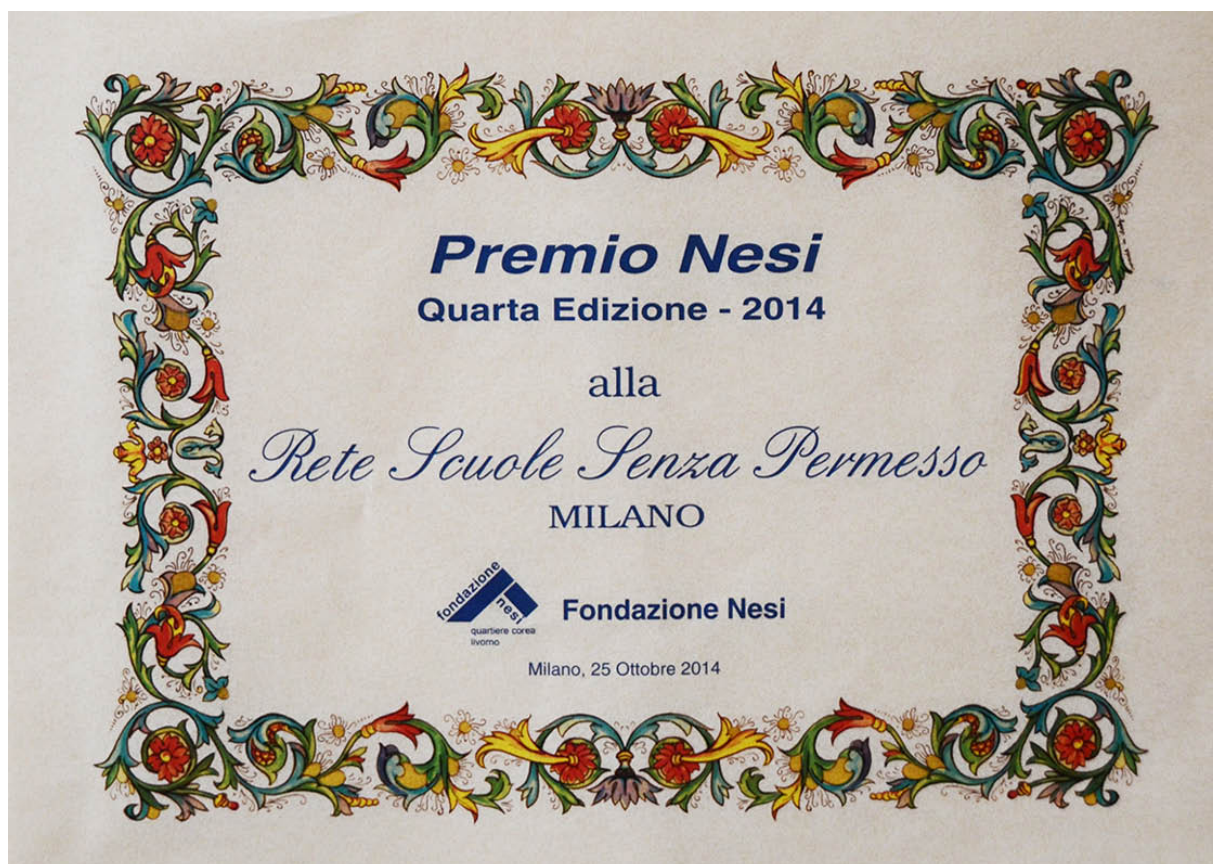 Premio Nesi
Quarta Edizione - 2014
alla
Rete Scuole Senza Permesso
MILANO
fondazione
nesi
quartiere corea
livorno
Fondazione Nesi
Milano, 25 Ottobre 2014